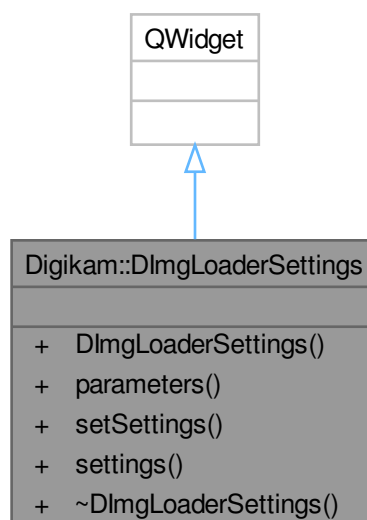 QWidget
Digikam::DImgLoaderSettings
+ DImgLoaderSettings()
+ parameters()
+ setSettings()
+ settings()
+ ~DImgLoaderSettings()